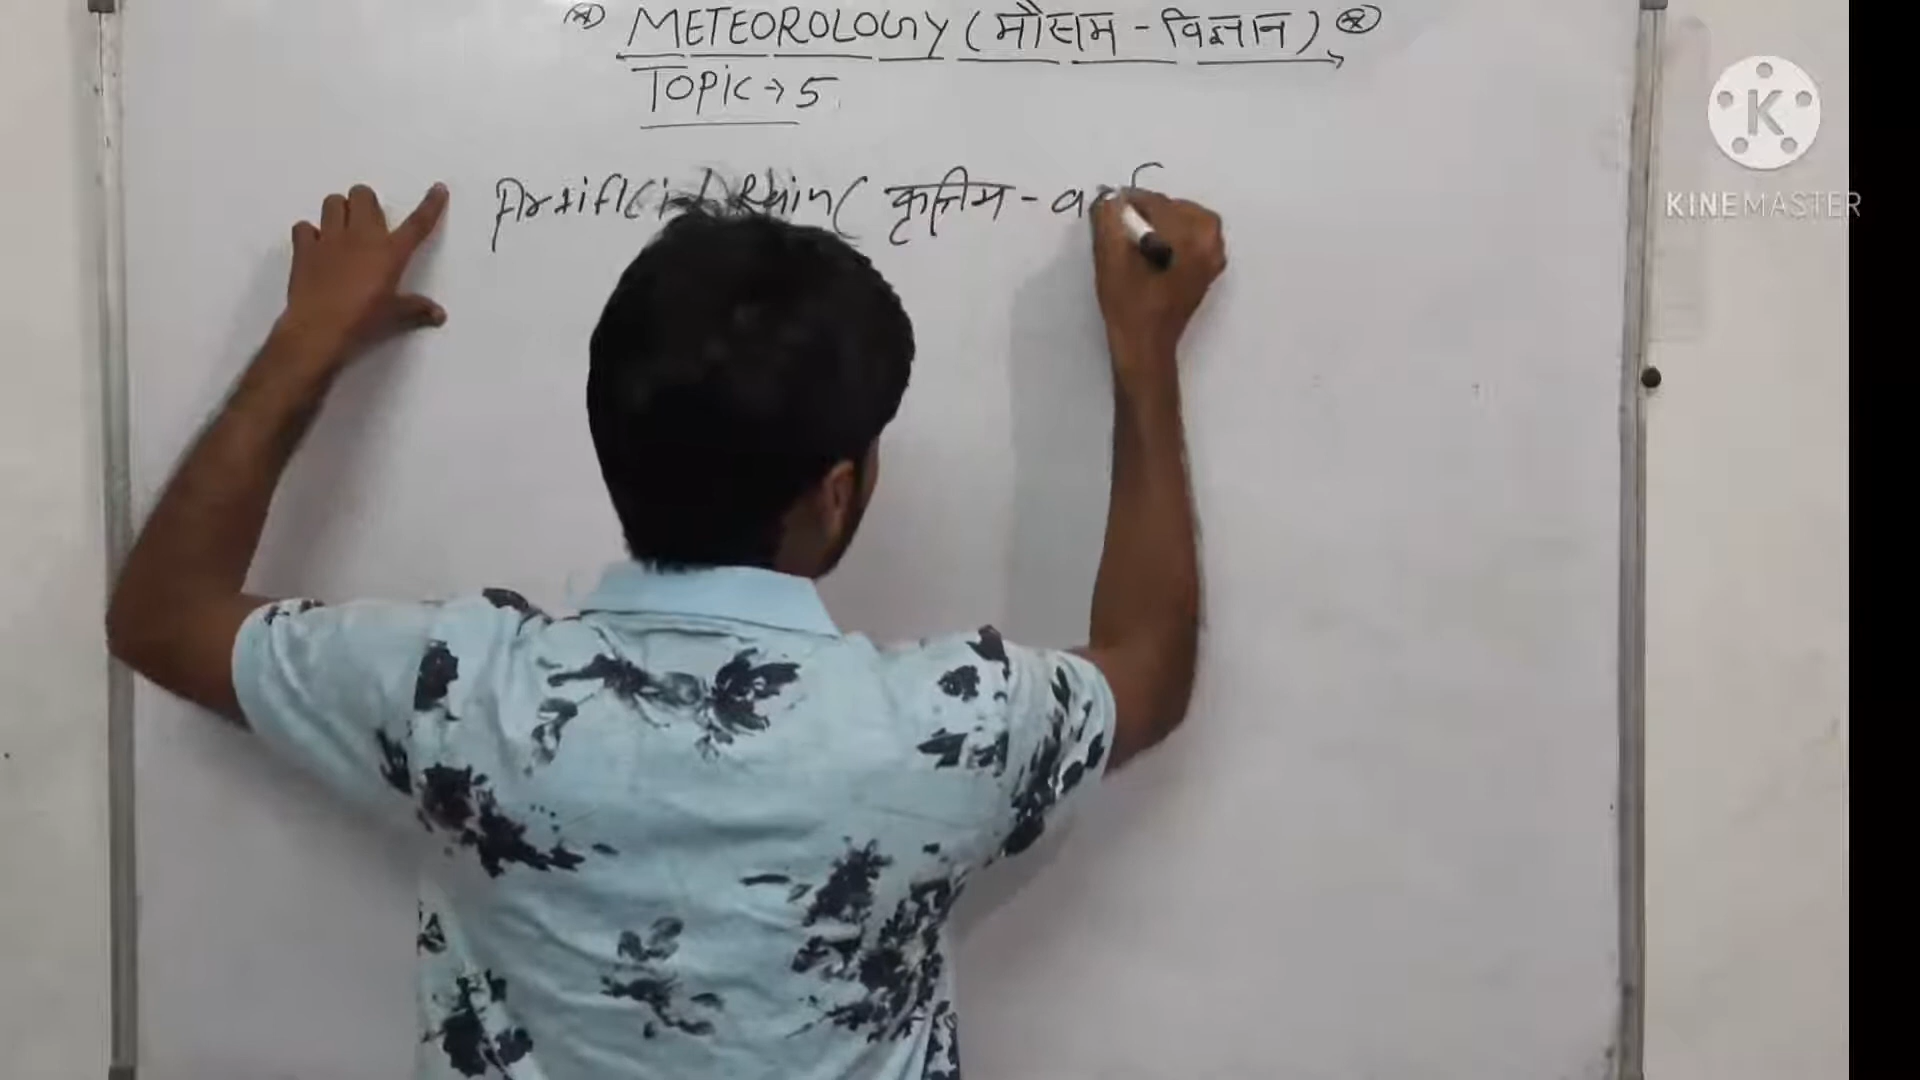 METEOROLOGY (मौसम - विज्ञान)
TOPIC → 5
Artificial Rain ( कृत्रिम -
K
KINEMASTER